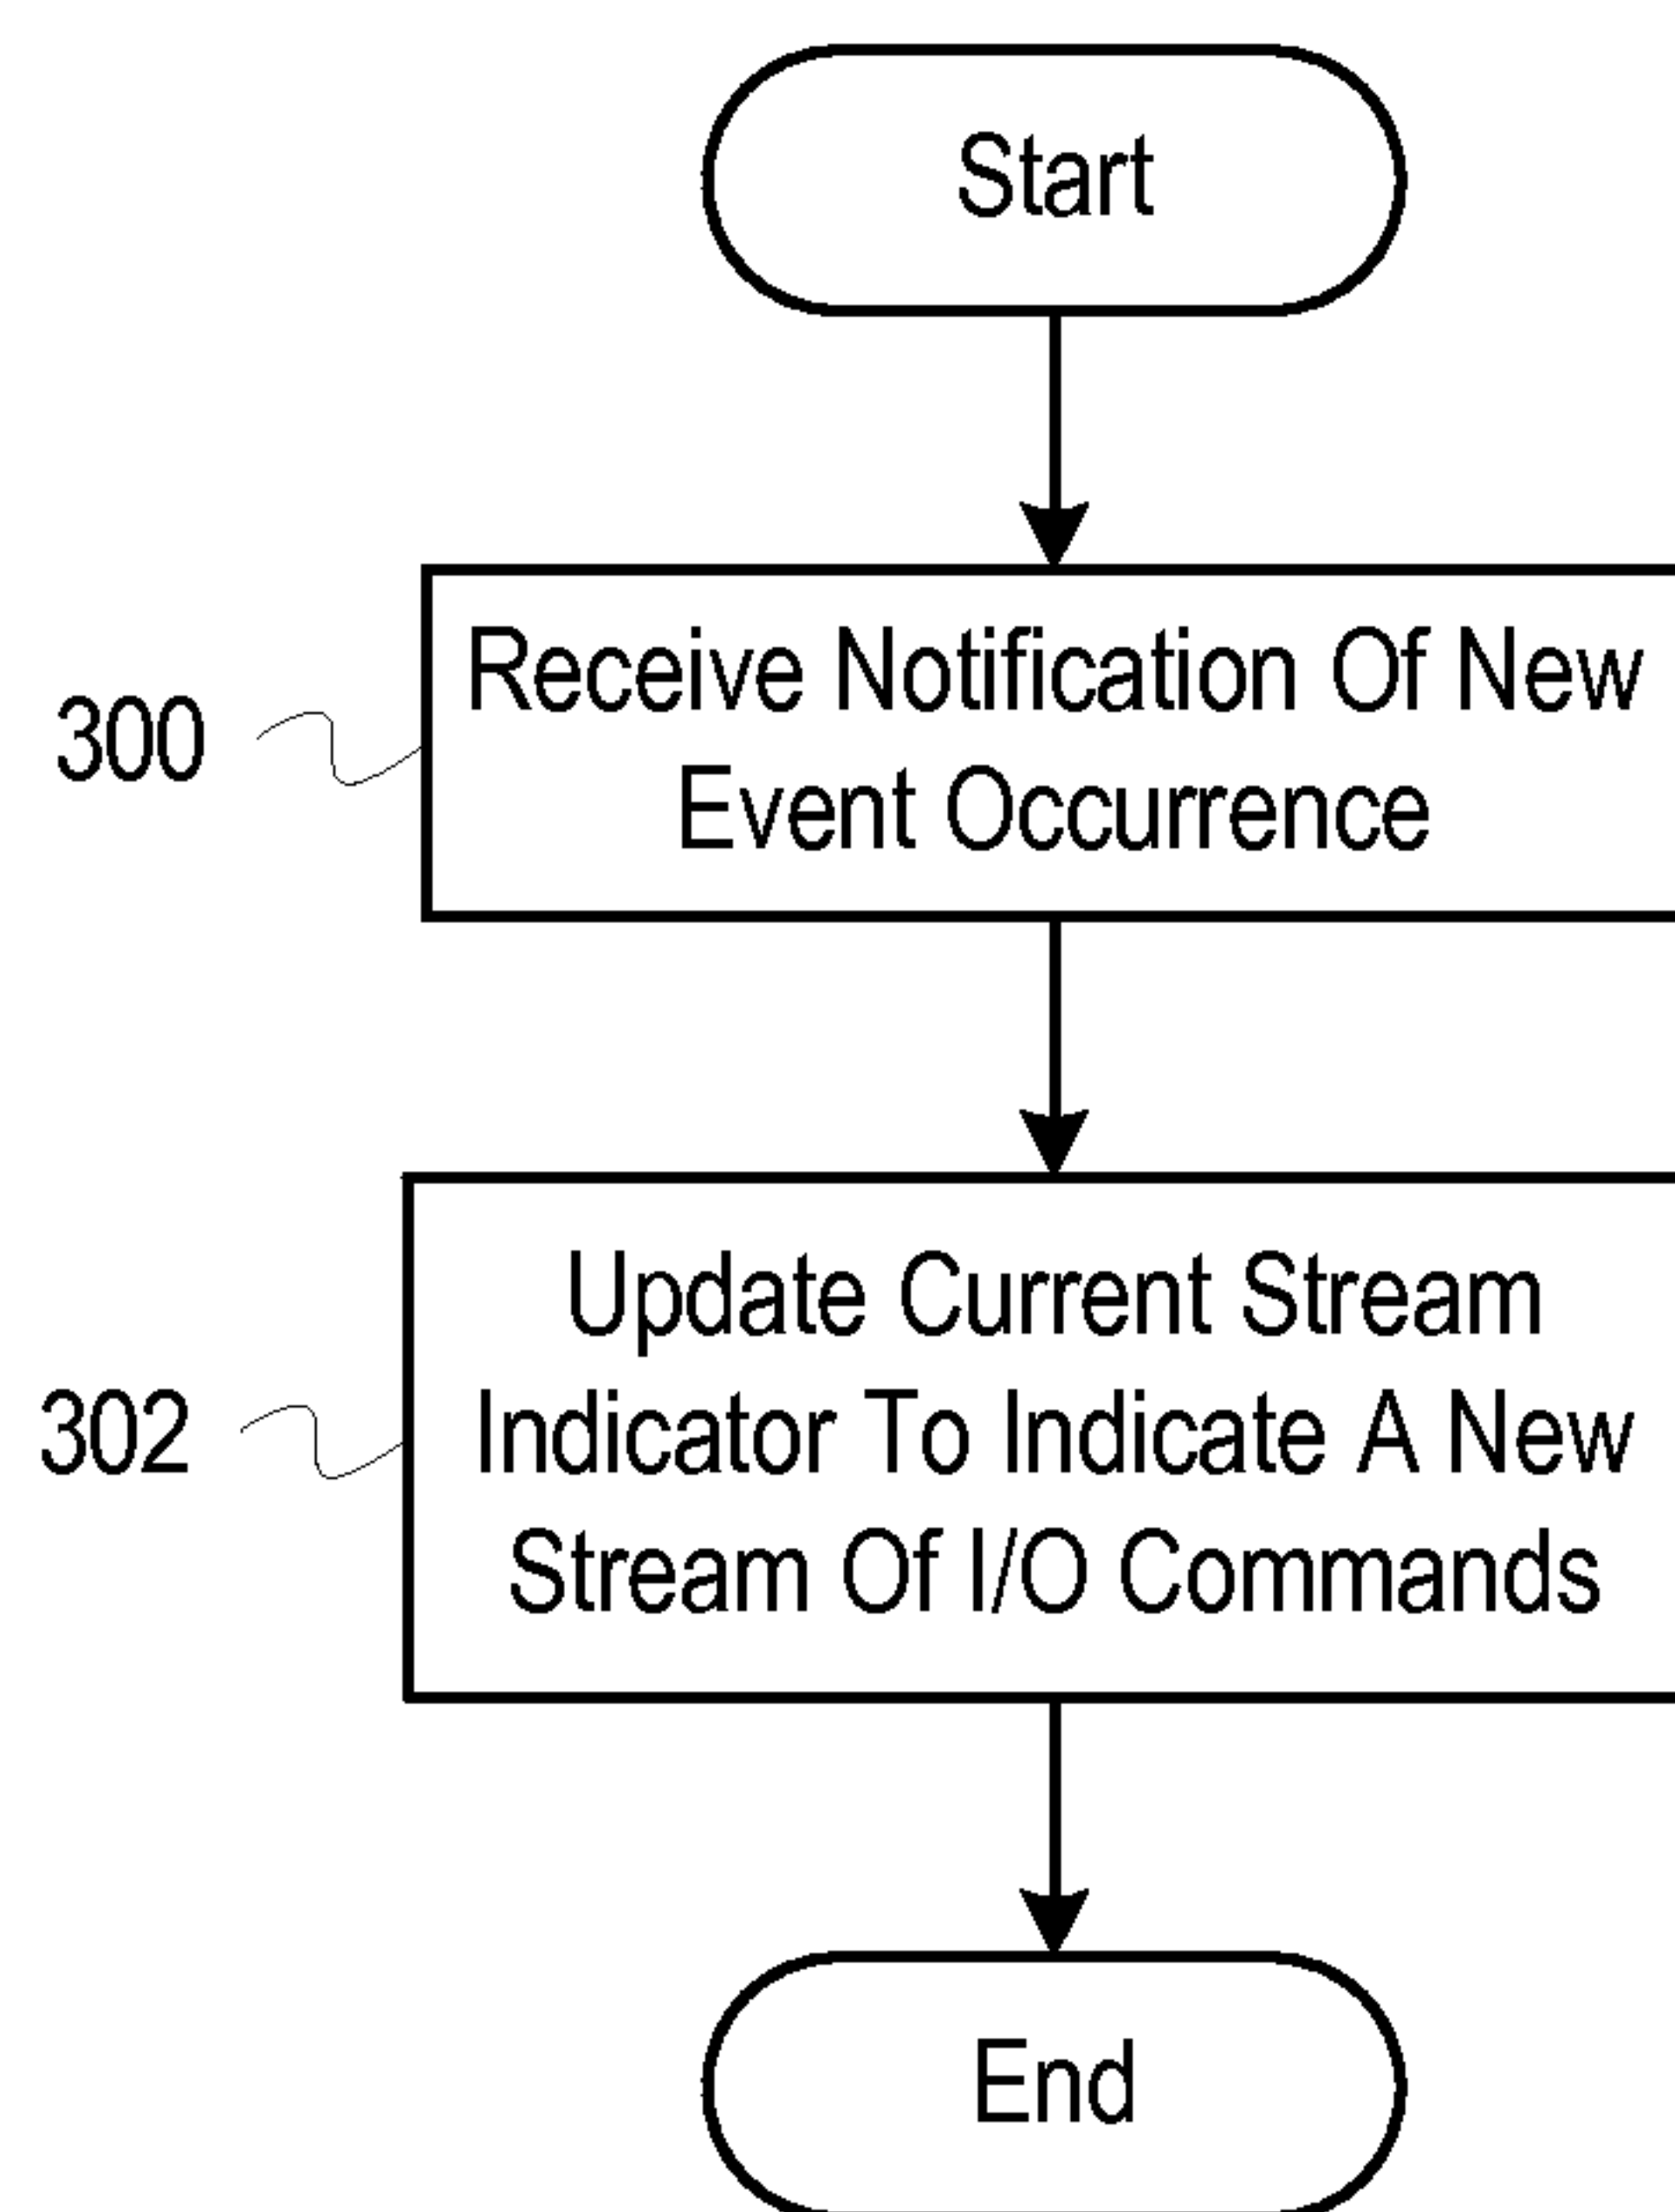 Start
300
Receive Notification Of New
Event Occurrence
302
Update Current Stream
Indicator To Indicate A New
Stream Of I/O Commands
End